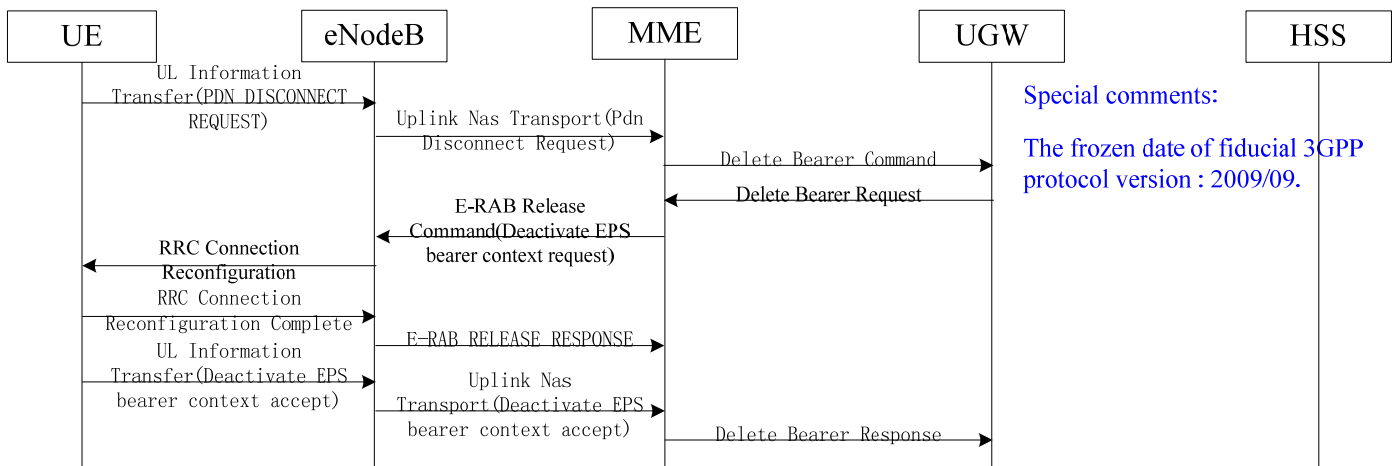 UE
eNodeB
MME
UGW
HSS
UL Information
Transfer(PDN DISCONNECT
REQUEST)
Uplink Nas Transport(Pdn
Disconnect Request)
Delete Bearer Command
Special comments:
The frozen date of fiducial 3GPP
protocol version : 2009/09.
Delete Bearer Request
E-RAB Release
Command(Deactivate EPS
bearer context request)
RRC Connection
Reconfiguration
RRC Connection
Reconfiguration Complete
E-RAB RELEASE RESPONSE
UL Information
Transfer(Deactivate EPS
bearer context accept)
Uplink Nas
Transport(Deactivate EPS
bearer context accept)
Delete Bearer Response